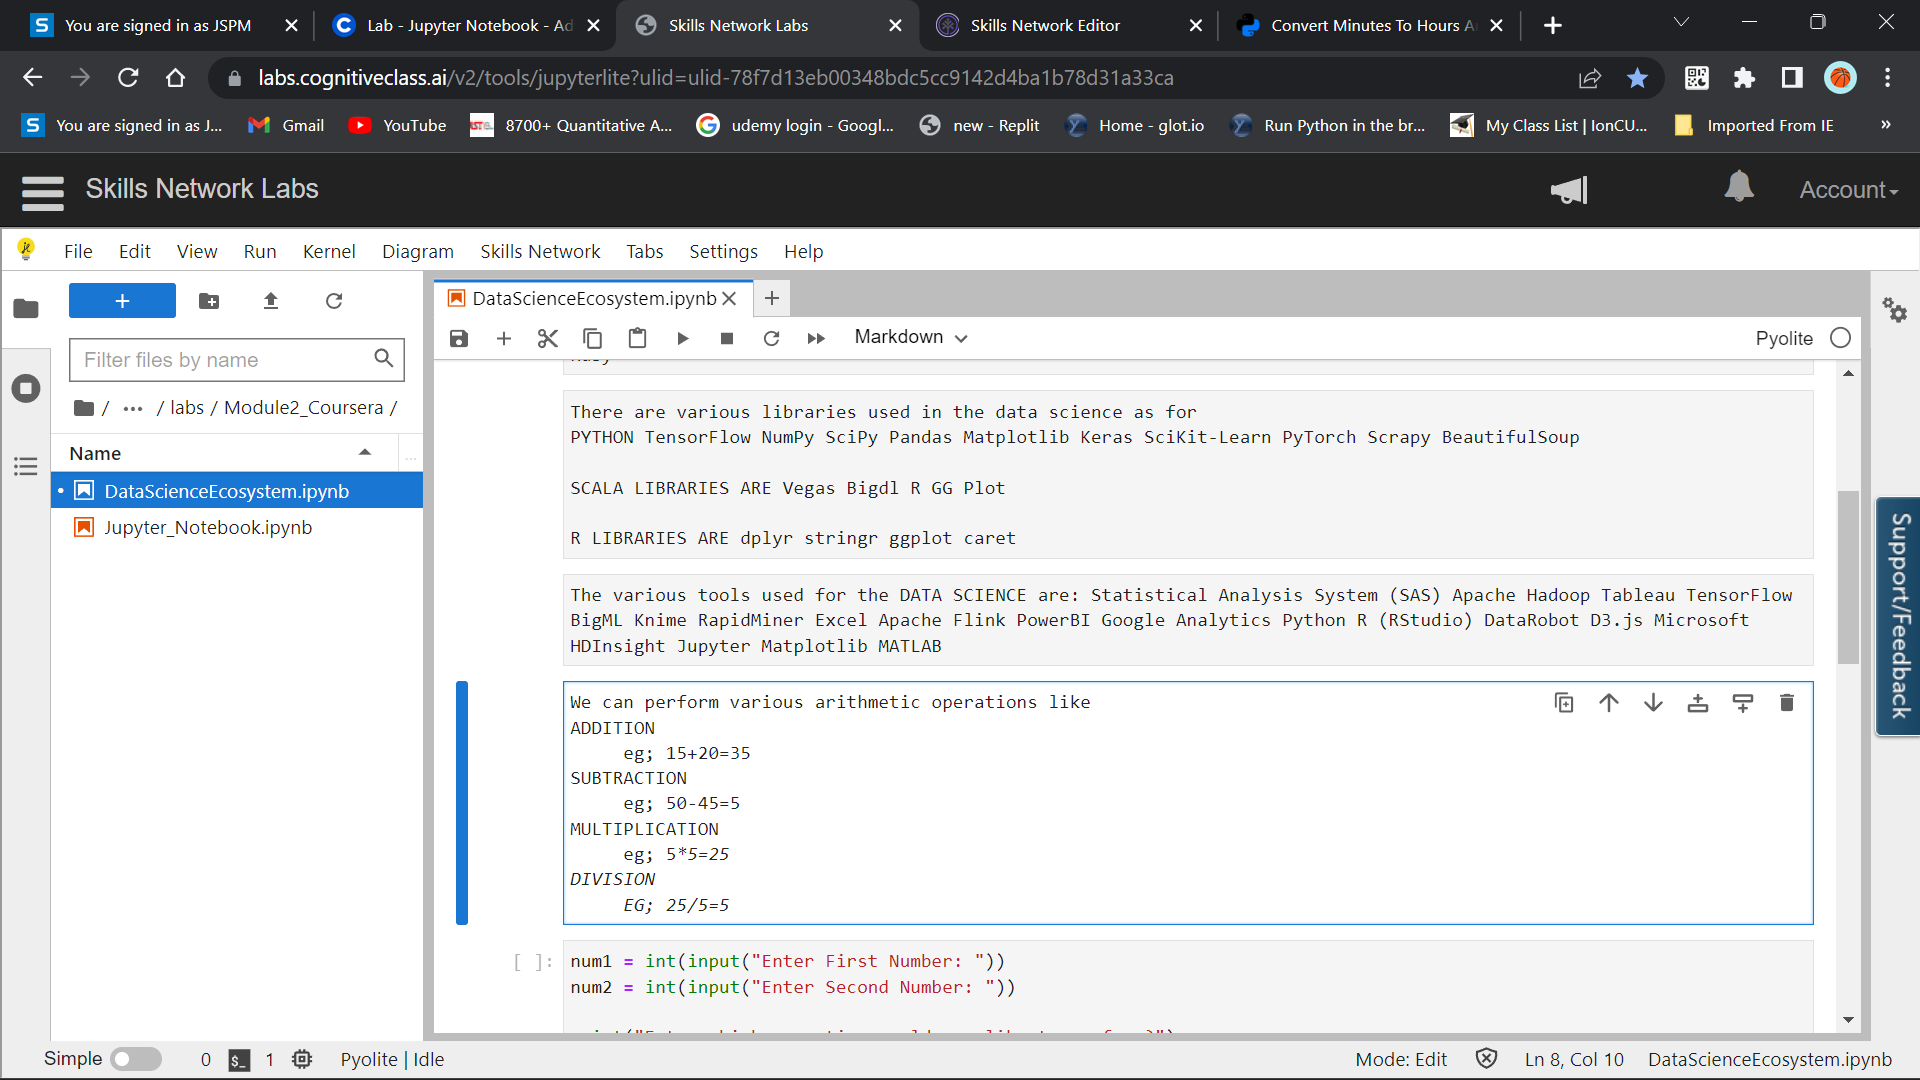 You are signed in as JSPM
Lab - Jupyter Notebook - Ad
Skills Network Labs
Skills Network Editor
Convert Minutes To Hours A
labs.cognitiveclass.ai/v2/tools/jupyterlite?ulid=ulid-78f7d13eb00348bdc5cc9142d4ba1b78d31a33ca
You are signed in as J...
Gmail
YouTube
8700+ Quantitative A...
udemy login - Googl...
new - Replit
Home - glot.io
Run Python in the br...
My Class List | IonCU...
Imported From IE
»
Skills Network Labs
Account
File Edit View Run Kernel Diagram Skills Network Tabs Settings Help
DataScienceEcosystem.ipynb
Filter files by name
Markdown
Pyolite
/ ... / labs / Module2_Coursera /
Name
...
DataScienceEcosystem.ipynb
Jupyter_Notebook.ipynb
There are various libraries used in the data science as for
PYTHON TensorFlow NumPy SciPy Pandas Matplotlib Keras SciKit-Learn PyTorch Scrapy BeautifulSoup
SCALA LIBRARIES ARE Vegas Bigdl R GG Plot
R LIBRARIES ARE dplyr stringr ggplot caret
The various tools used for the DATA SCIENCE are: Statistical Analysis System (SAS) Apache Hadoop Tableau TensorFlow
BigML Knime RapidMiner Excel Apache Flink PowerBI Google Analytics Python R (RStudio) DataRobot D3.js Microsoft
HDInsight Jupyter Matplotlib MATLAB
We can perform various arithmetic operations like
ADDITION
eg; 15+20=35
SUBTRACTION
eg; 50-45=5
MULTIPLICATION
eg; 5*5=25
DIVISION
EG; 25/5=5
[ ]:
num1 = int(input("Enter First Number: "))
num2 = int(input("Enter Second Number: "))
Support/Feedback
Simple
0
$_
1
Pyolite | Idle
Mode: Edit
Ln 8, Col 10
DataScienceEcosystem.ipynb